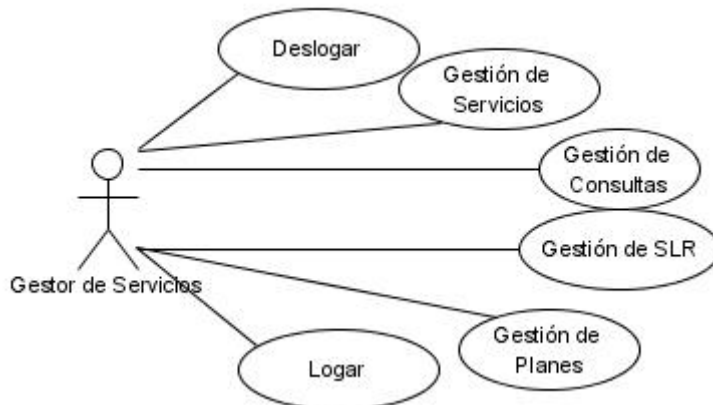 Deslogar
Gestión de
Servicios
Gestión de
Consultas
Gestión de SLR
Gestor de Servicios
Gestión de
Planes
Logar